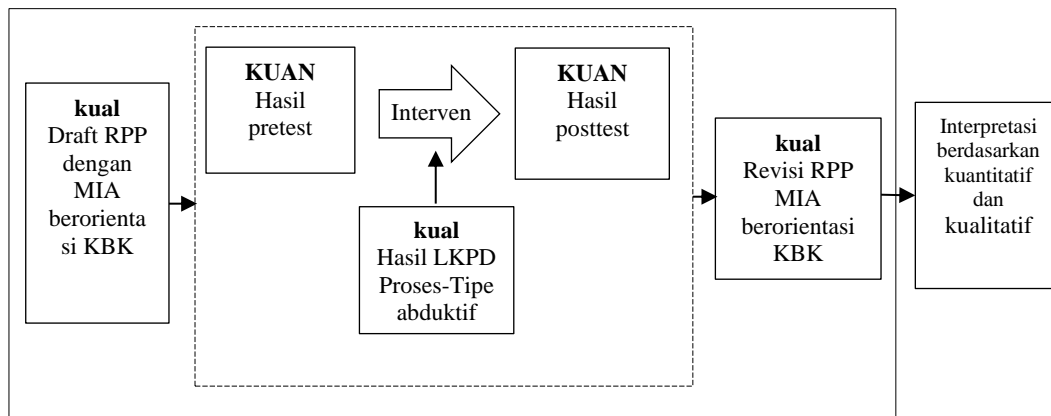 kual
Draft RPP
dengan
MIA
berorienta
si KBK
KUAN
Hasil
pretest
Interven
KUAN
Hasil
posttest
kual
Hasil LKPD
Proses-Tipe
abduktif
kual
Revisi RPP
MIA
berorientasi
KBK
Interpretasi
berdasarkan
kuantitatif
dan
kualitatif